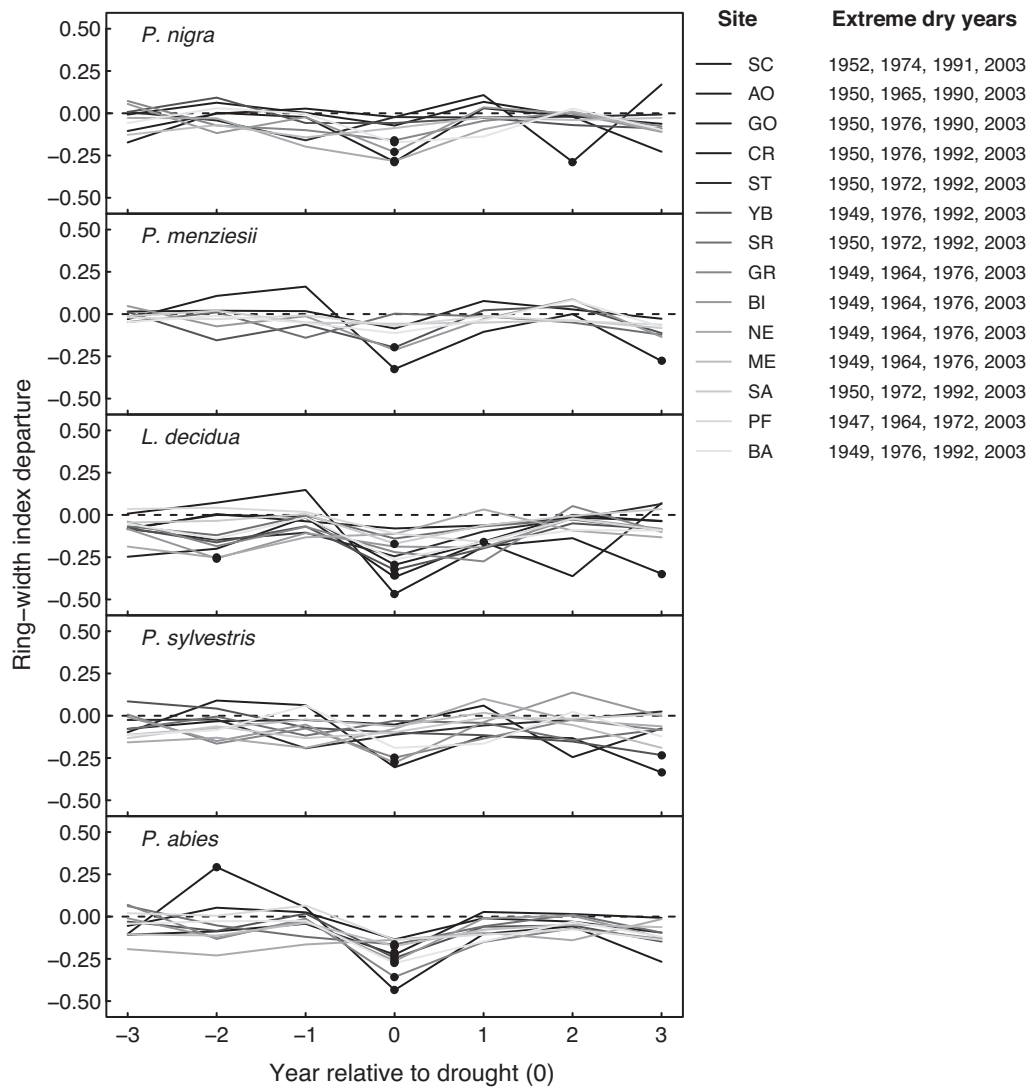 Ring−width index departure
P. nigra
0.50
0.25
0.00
−0.25
−0.50
P. menziesii
0.50
0.25
0.00
−0.25
−0.50
L. decidua
0.50
0.25
0.00
−0.25
−0.50
P. sylvestris
0.50
0.25
0.00
−0.25
−0.50
P. abies
0.50
0.25
0.00
−0.25
−0.50
−3 −2 −1 0 1 2 3
Year relative to drought (0)
Site Extreme dry years
SC 1952, 1974, 1991, 2003
AO 1950, 1965, 1990, 2003
GO 1950, 1976, 1990, 2003
CR 1950, 1976, 1992, 2003
ST 1950, 1972, 1992, 2003
YB 1949, 1976, 1992, 2003
SR 1950, 1972, 1992, 2003
GR 1949, 1964, 1976, 2003
BI 1949, 1964, 1976, 2003
NE 1949, 1964, 1976, 2003
ME 1949, 1964, 1976, 2003
SA 1950, 1972, 1992, 2003
PF 1947, 1964, 1972, 2003
BA 1949, 1976, 1992, 2003